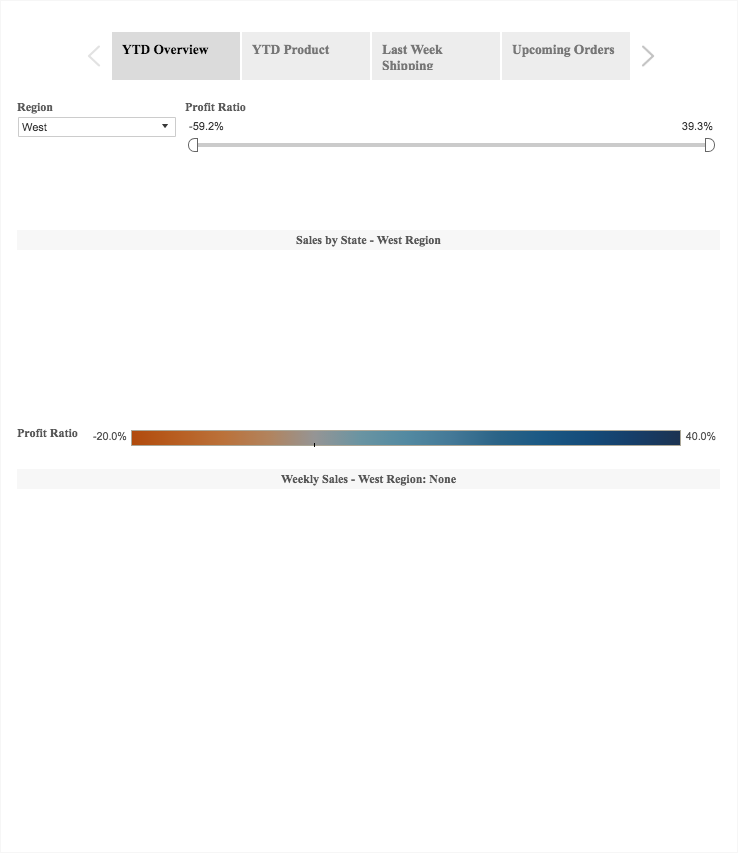 YTD Overview
YTD Product
Last Week
Shipping
Upcoming Orders
Region
Profit Ratio
West
-59.2%
39.3%
Sales by State - West Region
Profit Ratio
-20.0%
40.0%
Weekly Sales - West Region: None